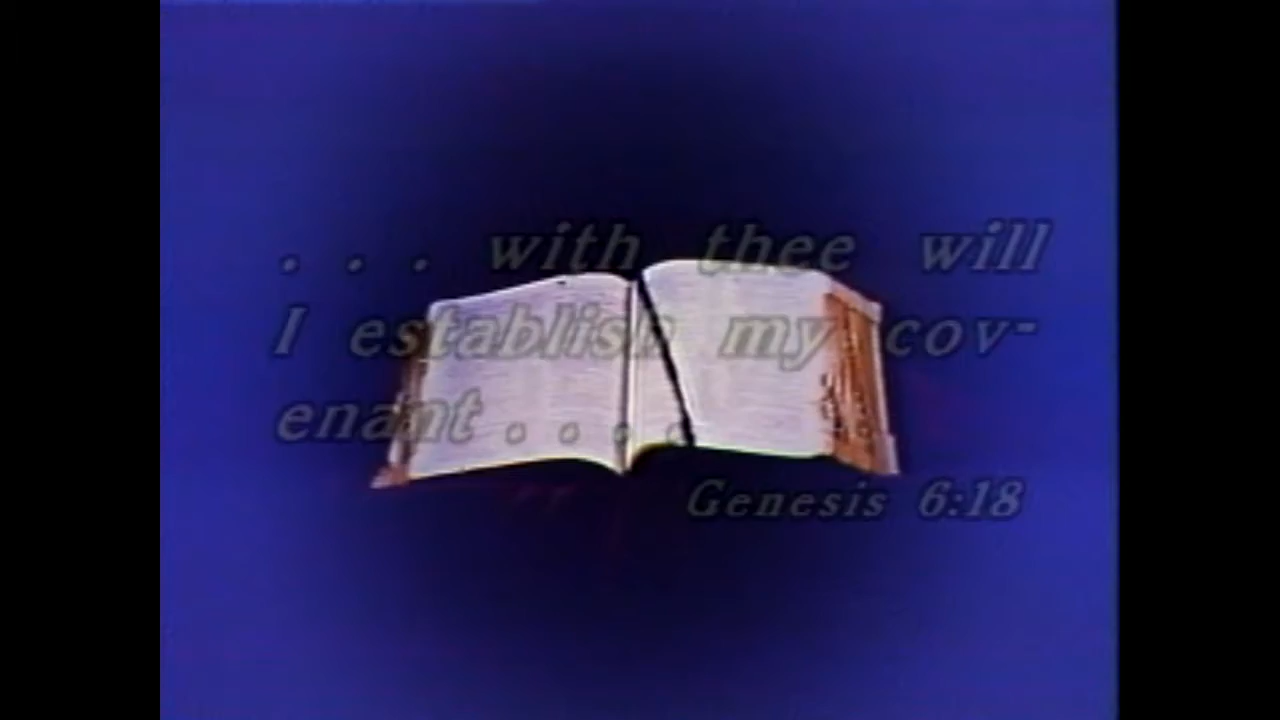 . . . with thee will
I establish my cov-
enant . . . .
Genesis 6:18